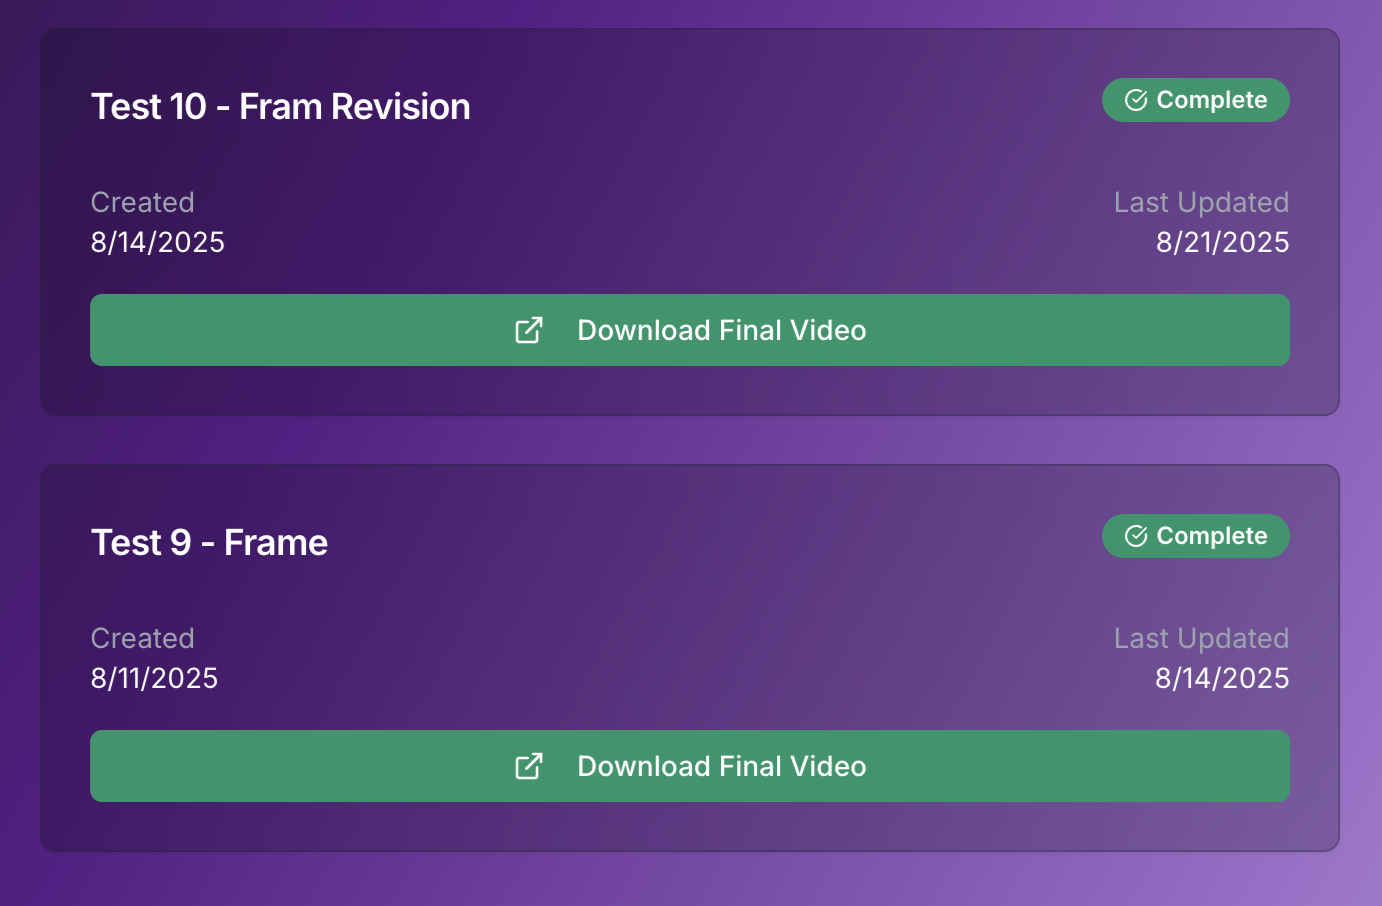 Test 10 - Fram Revision
Complete
Created
Last Updated
8/14/2025
8/21/2025
Download Final Video
Test 9 - Frame
Complete
Created
Last Updated
8/11/2025
8/14/2025
Download Final Video